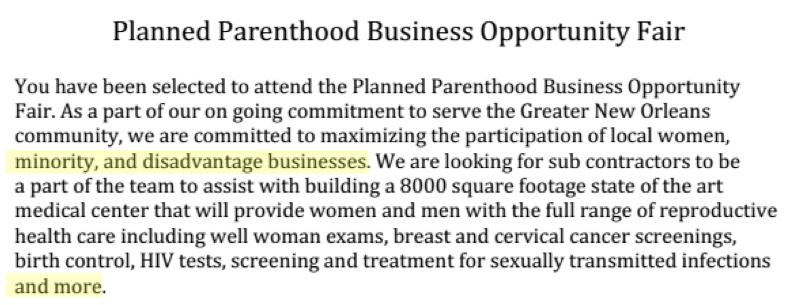 Planned Parenthood Business Opportunity Fair
You have been selected to attend the Planned Parenthood Business Opportunity
Fair. As a part of our on going commitment to serve the Greater New Orleans
community, we are committed to maximizing the participation of local women,
minority, and disadvantage businesses. We are looking for sub contractors to be
a part of the team to assist with building a 8000 square footage state of the art
medical center that will provide women and men with the full range of reproductive
health care including well woman exams, breast and cervical cancer screenings,
birth control, HIV tests, screening and treatment for sexually transmitted infections
and more.